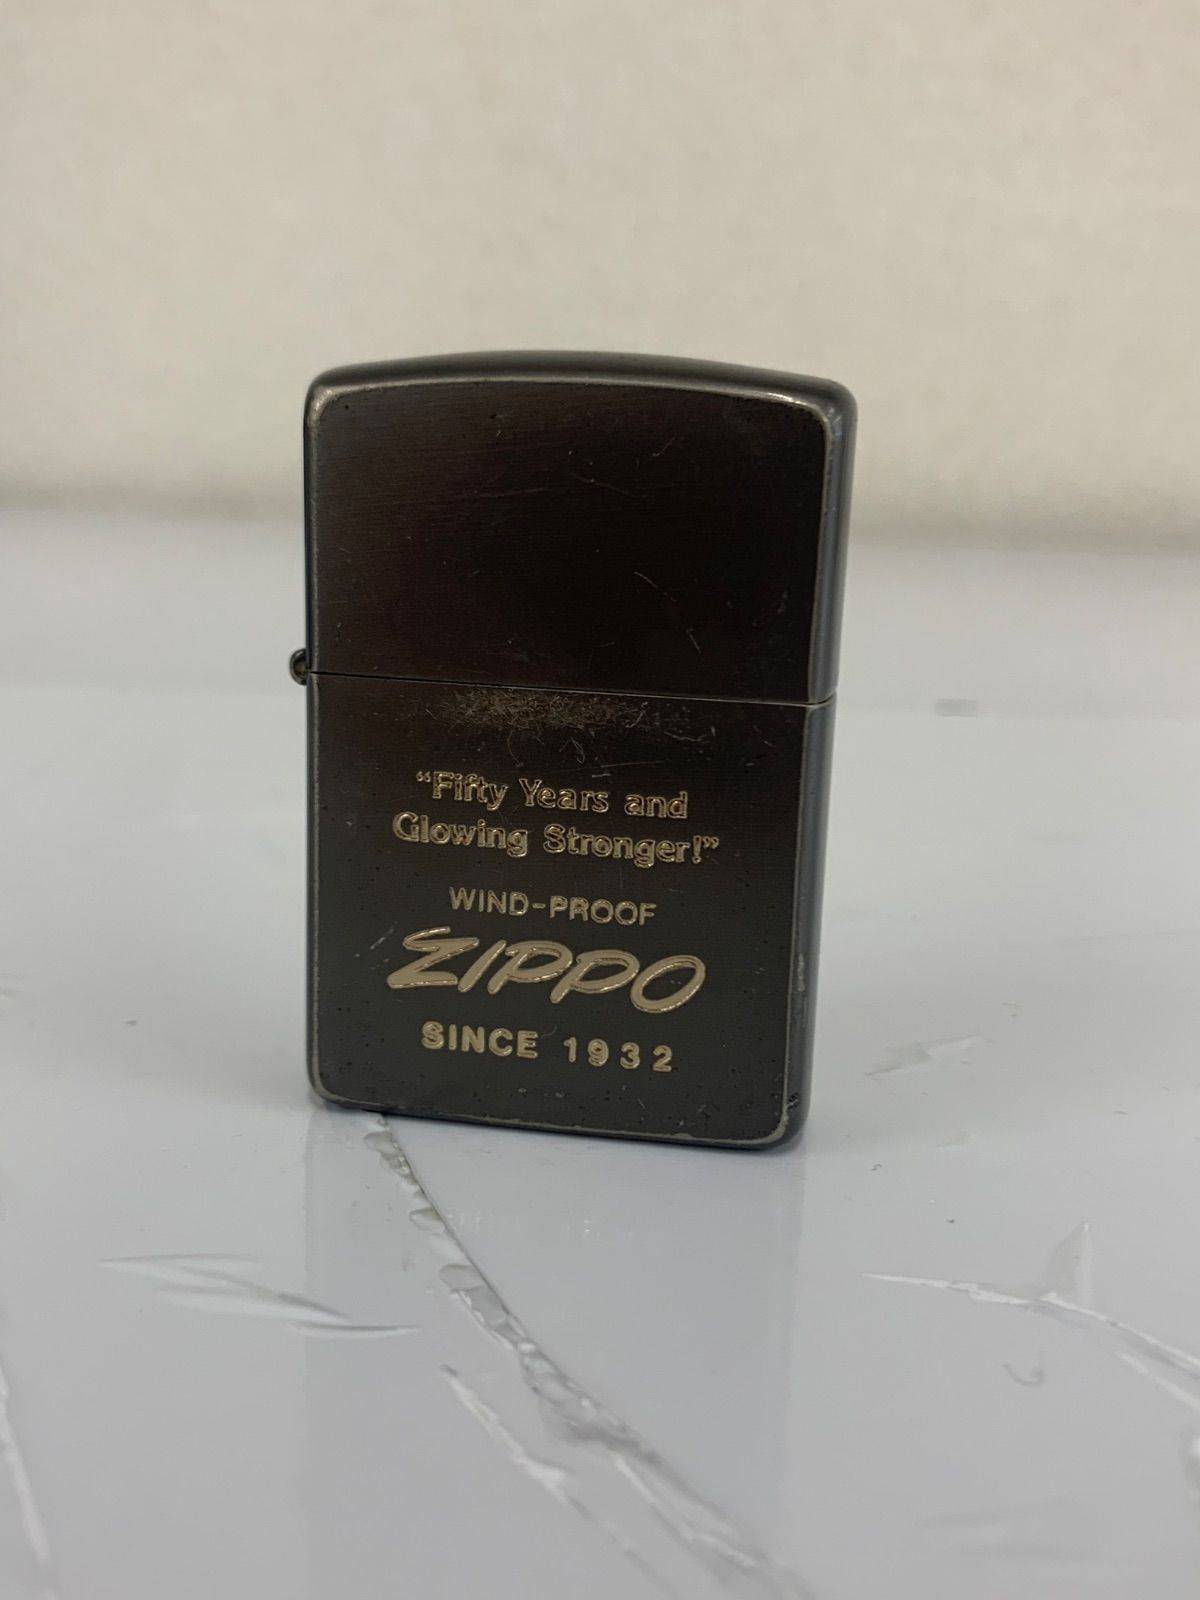 “Fifty Years and
Glowing Stronger!”
WIND-PROOF
ZIPPO
SINCE 1932